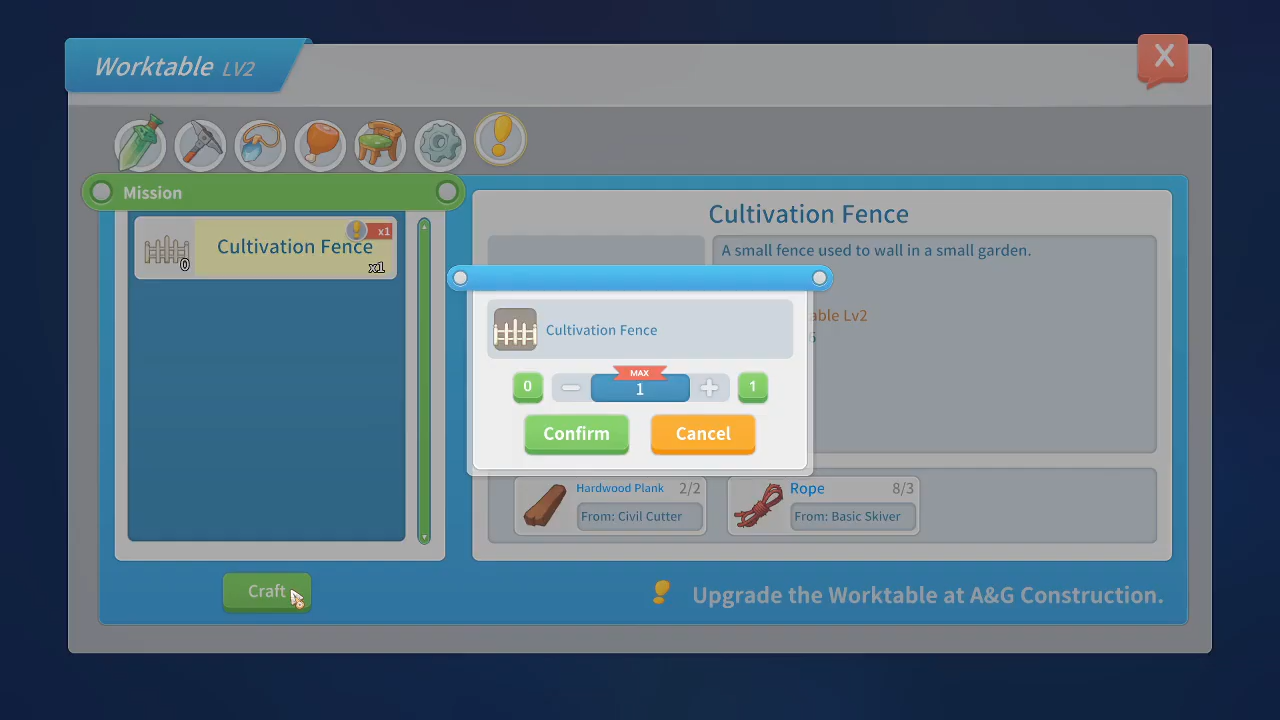 Worktable LV2
X
Mission
x1
Cultivation Fence
0
x1
Cultivation Fence
A small fence used to wall in a small garden.
able Lv2
Cultivation Fence
MAX
0
1
1
Confirm
Cancel
Hardwood Plank 2/2
From: Civil Cutter
Rope 8/3
From: Basic Skiver
Craft
Upgrade the Worktable at A&G Construction.